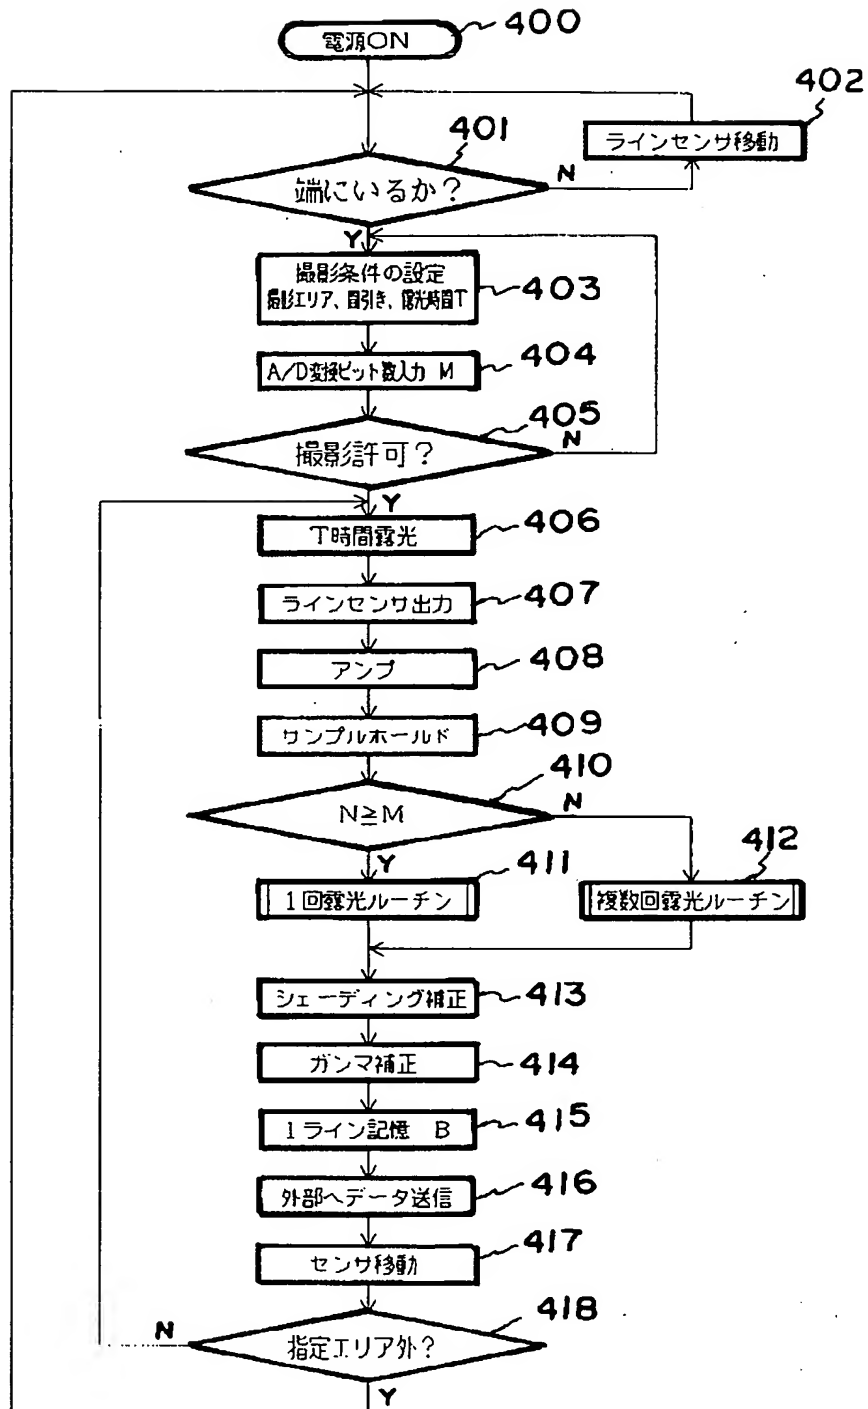 電源ON
400
402
ラインセンサ移動
401
端にいるか?
N
Y
撮影条件の設定
撮影エリア、間引き、露光時間T
403
A/D変換ビット数入力 M
404
405
撮影許可?
N
Y
T時間露光
406
ラインセンサ出力
407
アンプ
408
サンプルホールド
409
410
N≧M
N
Y
411
412
1回露光ルーチン
複数回露光ルーチン
シェーディング補正
413
ガンマ補正
414
1ライン記憶 B
415
外部へデータ送信
416
センサ移動
417
418
指定エリア外?
N
Y